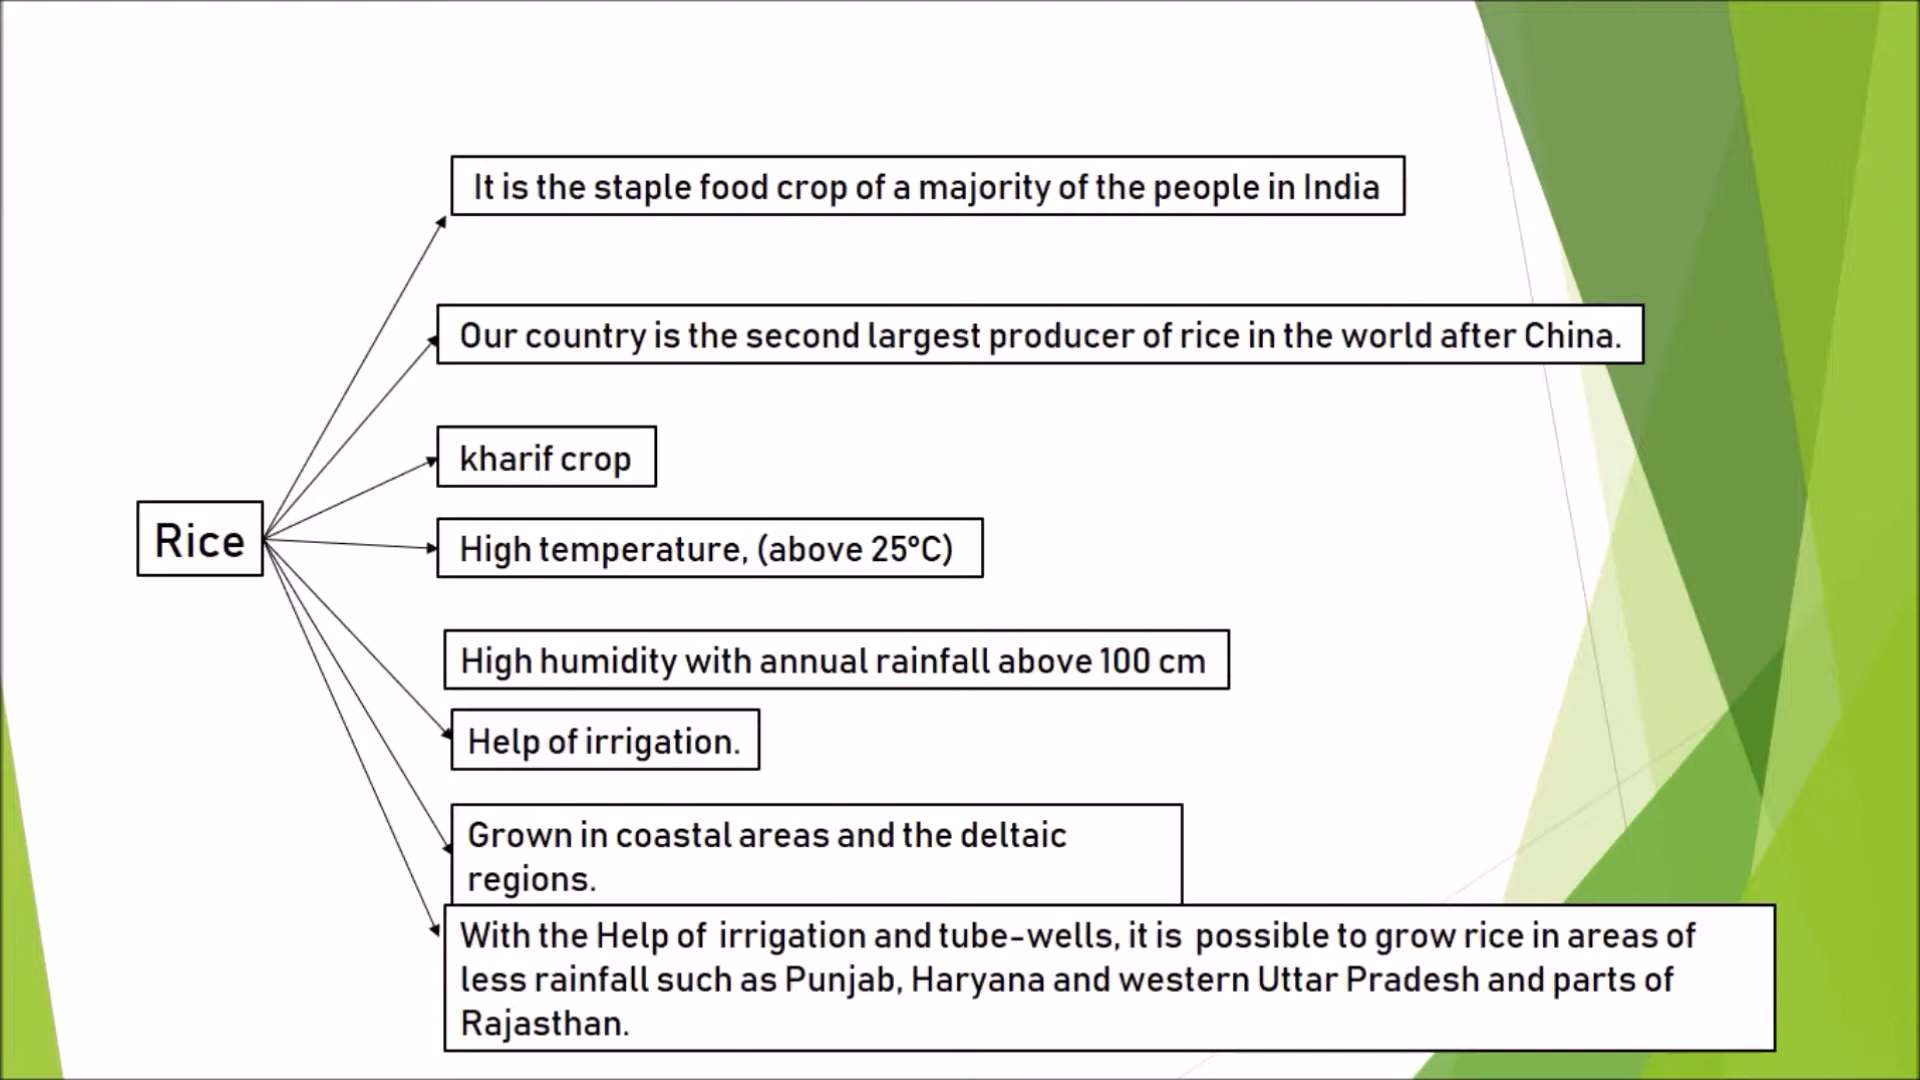 It is the staple food crop of a majority of the people in India
Our country is the second largest producer of rice in the world after China.
kharif crop
Rice
High temperature, (above 25°C)
High humidity with annual rainfall above 100 cm
Help of irrigation.
Grown in coastal areas and the deltaic
regions.
With the Help of irrigation and tube-wells, it is possible to grow rice in areas of
less rainfall such as Punjab, Haryana and western Uttar Pradesh and parts of
Rajasthan.